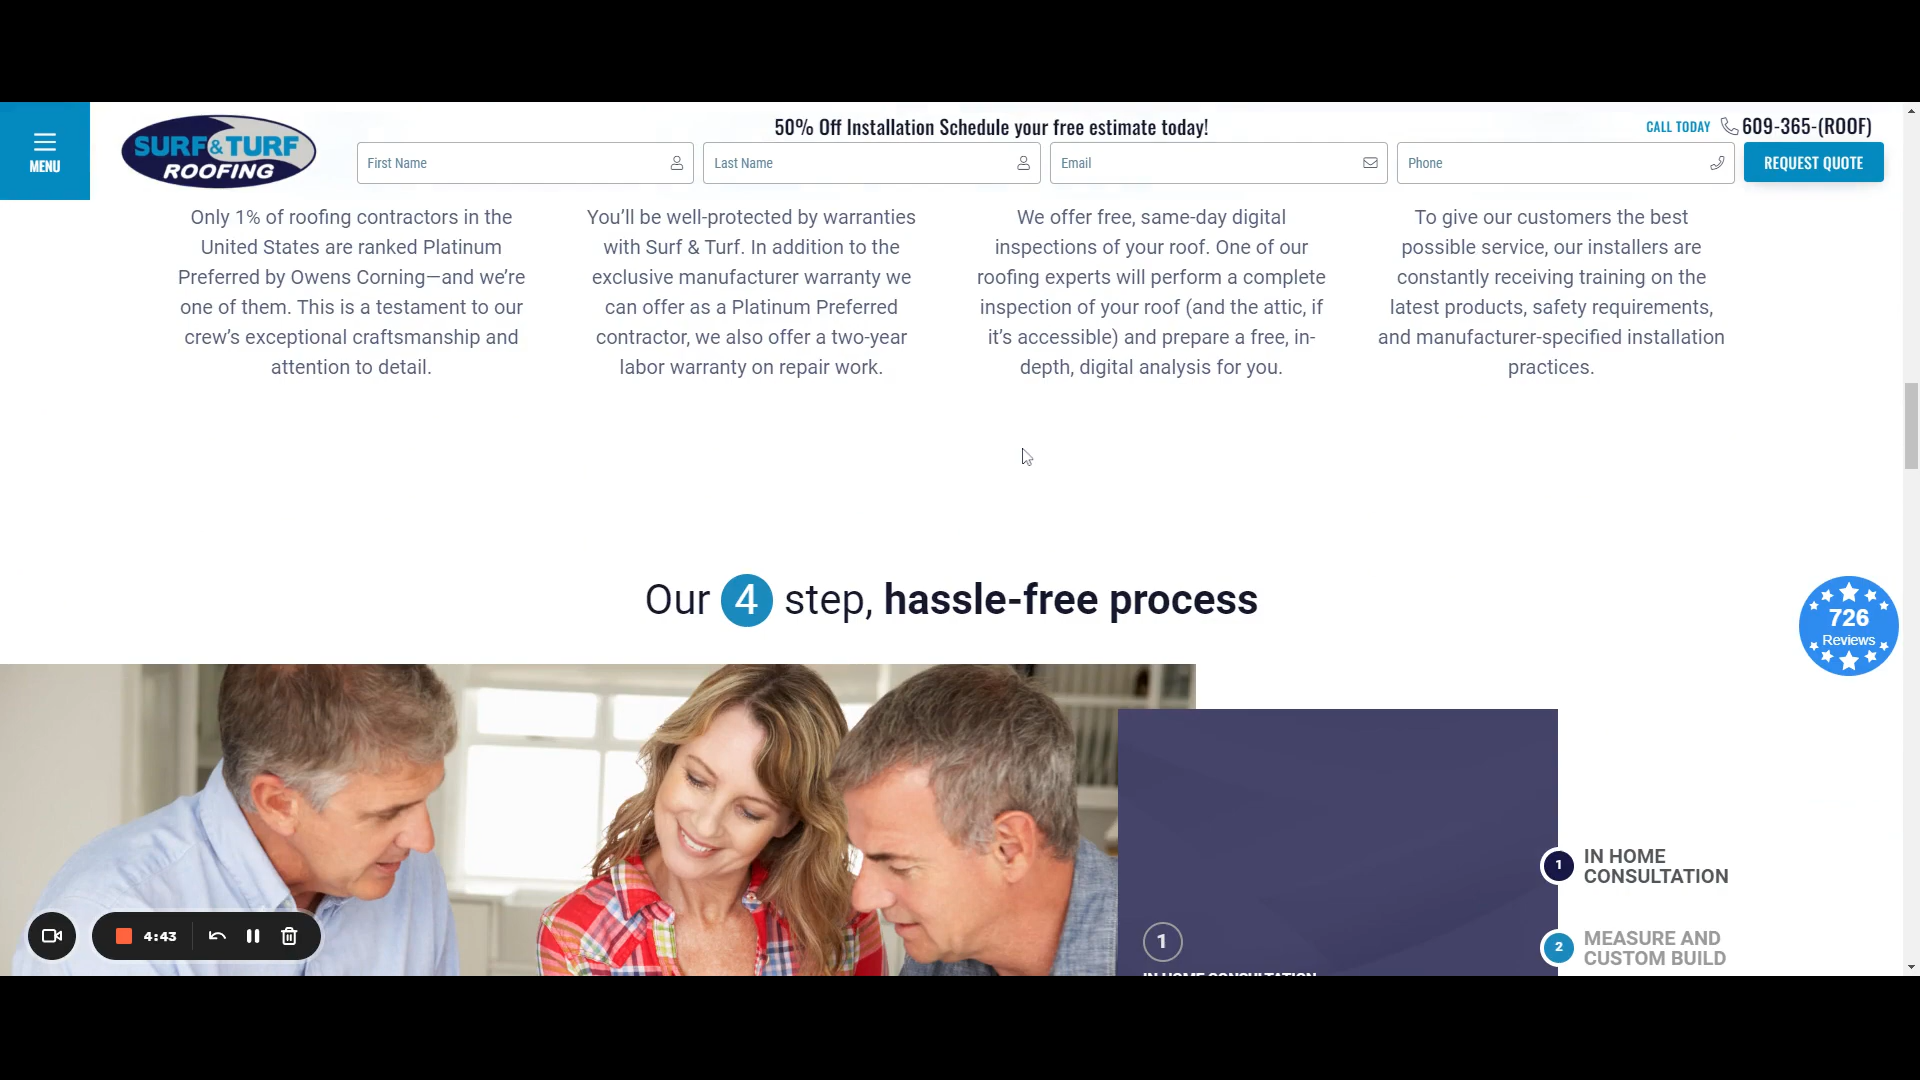 MENU
SURF & TURF
ROOFING
50% Off Installation Schedule your free estimate today!
CALL TODAY 609-365-(ROOF)
First Name
Last Name
Email
Phone
REQUEST QUOTE
Only 1% of roofing contractors in the
United States are ranked Platinum
Preferred by Owens Corning—and we’re
one of them. This is a testament to our
crew’s exceptional craftsmanship and
attention to detail.
You’ll be well-protected by warranties
with Surf & Turf. In addition to the
exclusive manufacturer warranty we
can offer as a Platinum Preferred
contractor, we also offer a two-year
labor warranty on repair work.
We offer free, same-day digital
inspections of your roof. One of our
roofing experts will perform a complete
inspection of your roof (and the attic, if
it’s accessible) and prepare a free, in-
depth, digital analysis for you.
To give our customers the best
possible service, our installers are
constantly receiving training on the
latest products, safety requirements,
and manufacturer-specified installation
practices.
Our 4 step, hassle-free process
726
Reviews
1
IN HOME CONSULTATION
1
IN HOME
CONSULTATION
2
MEASURE AND
CUSTOM BUILD
4:43